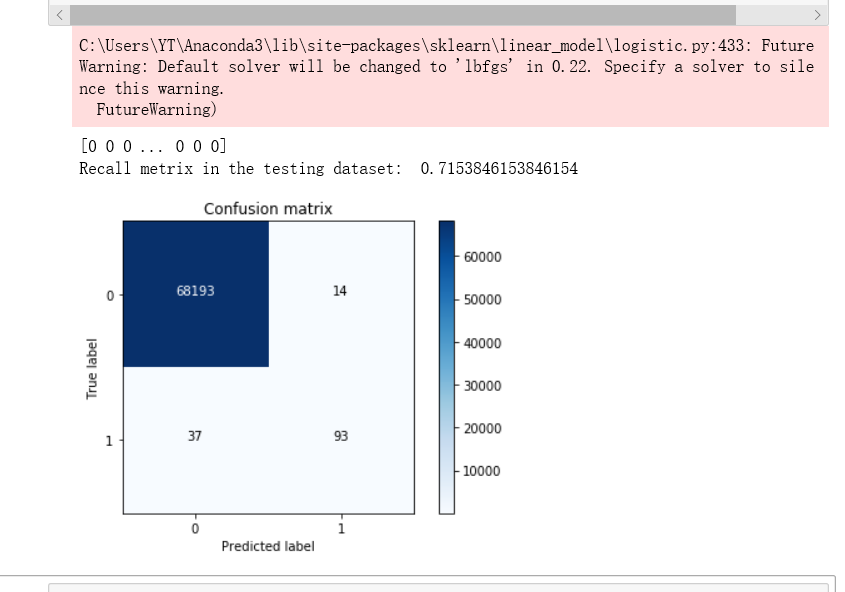 C:\Users\YT\Anaconda3\lib\site-packages\sklearn\linear_model\logistic.py:433: Future
Warning: Default solver will be changed to 'lbfgs' in 0.22. Specify a solver to sile
nce this warning.
FutureWarning)
[0 0 0 ... 0 0 0]
Recall metrix in the testing dataset:  0.7153846153846154
Confusion matrix
68193
14
37
93
0
1
True label
0
1
Predicted label
60000
50000
40000
30000
20000
10000